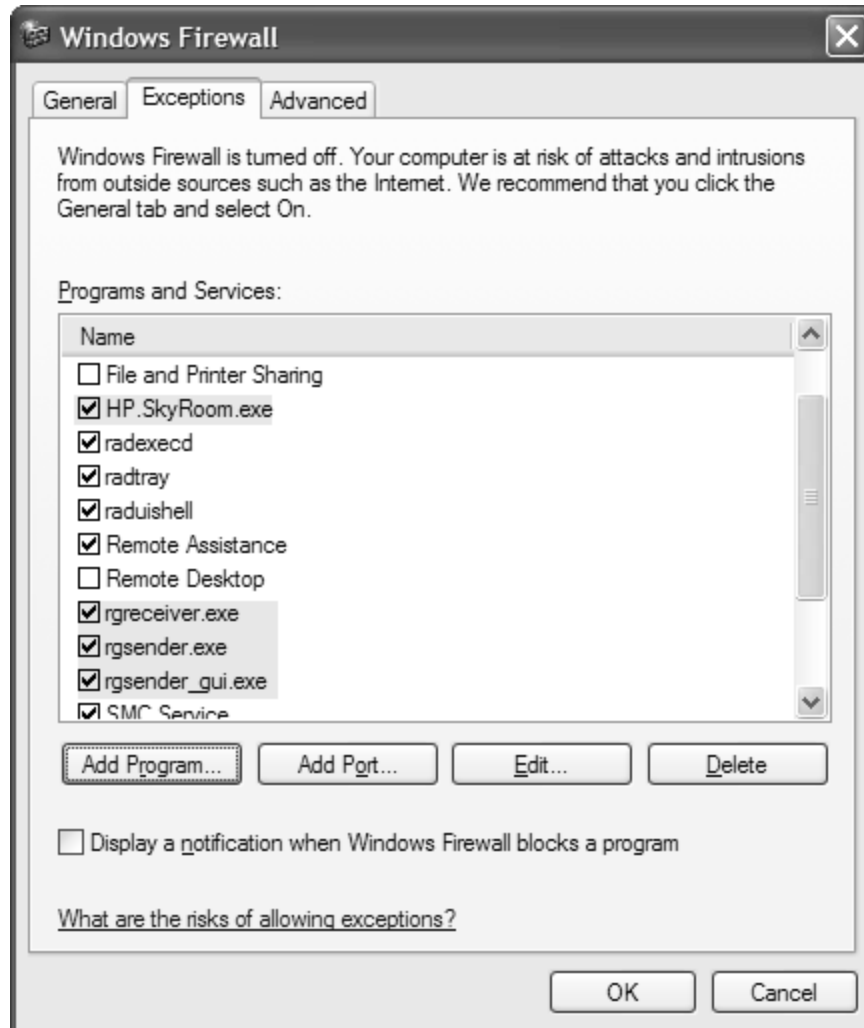 Windows Firewall
General Exceptions Advanced
Windows Firewall is turned off. Your computer is at risk of attacks and intrusions
from outside sources such as the Internet. We recommend that you click the
General tab and select On.
Programs and Services:
Name
File and Printer Sharing
HP.SkyRoom.exe
radexecd
radtray
raduishell
Remote Assistance
Remote Desktop
rgreceiver.exe
rgsender.exe
rgsender_gui.exe
SMC Service
Add Program... Add Port... Edit... Delete
Display a notification when Windows Firewall blocks a program
What are the risks of allowing exceptions?
OK Cancel